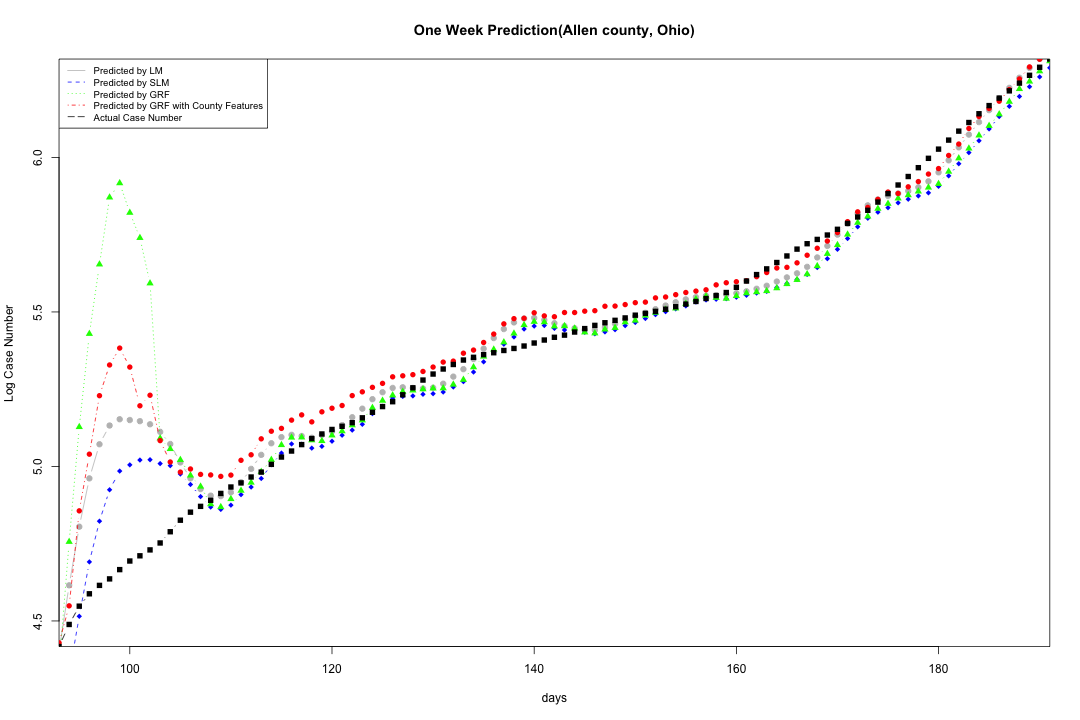 One Week Prediction(Allen county, Ohio)
Predicted by LM
Predicted by SLM
Predicted by GRF
Predicted by GRF with County Features
Actual Case Number
Log Case Number
6.0
5.5
5.0
4.5
100 120 140 160 180
days